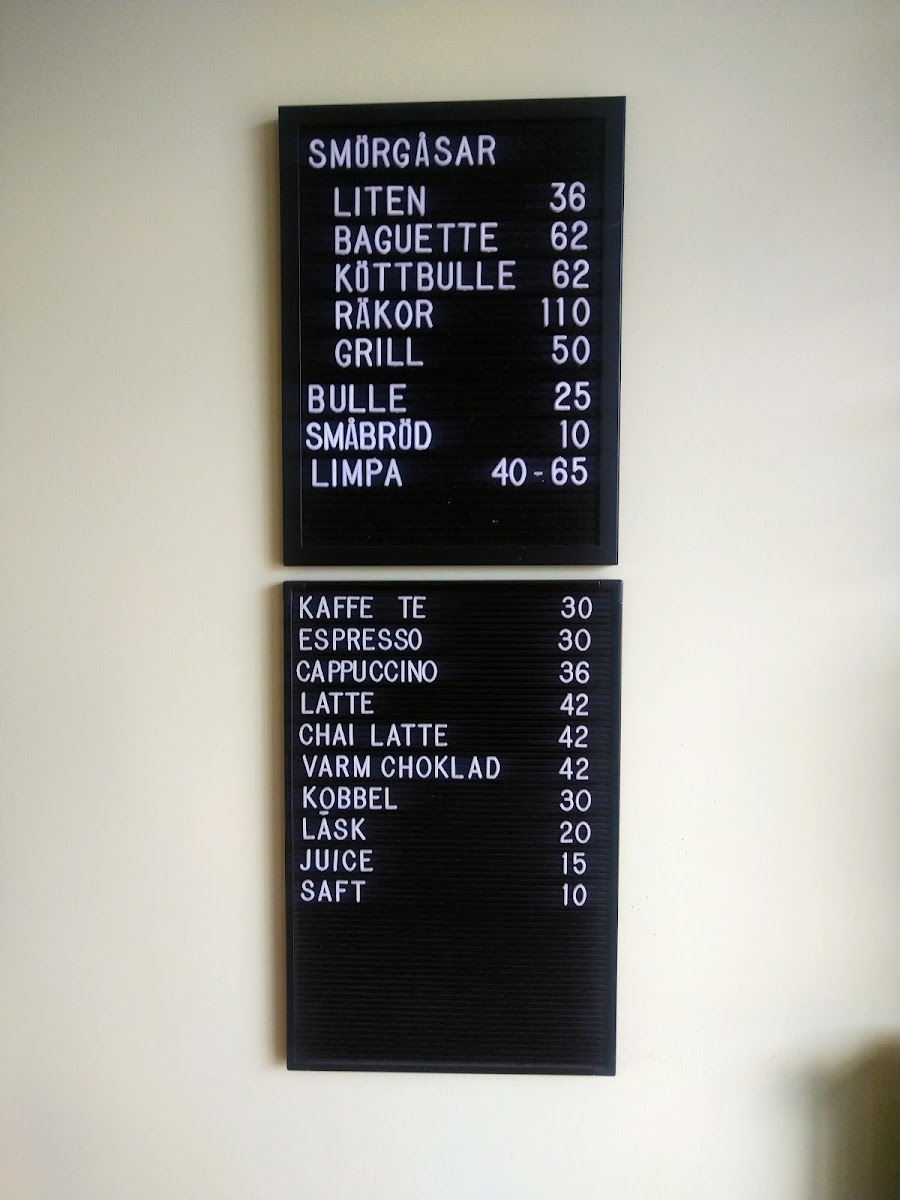 SMÖRGÅSAR
LITEN 36
BAGUETTE 62
KÖTTBULLE 62
RÄKOR 110
GRILL 50
BULLE 25
SMÅBRÖD 10
LIMPA 40-65
KAFFE TE 30
ESPRESSO 30
CAPPUCCINO 36
LATTE 42
CHAI LATTE 42
VARM CHOKLAD 42
KOBBEL 30
LÄSK 20
JUICE 15
SAFT 10